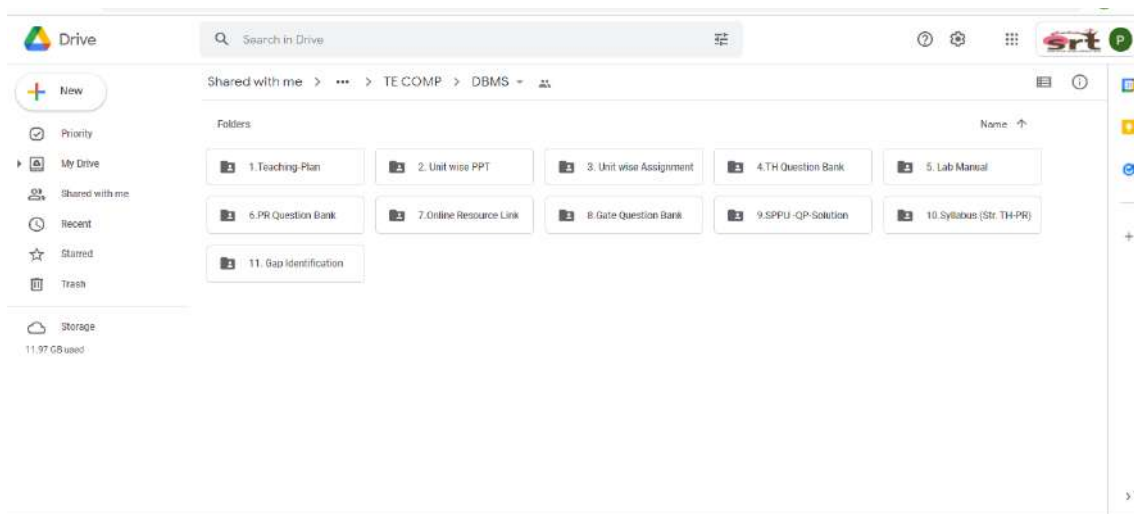 Drive
Search in Drive
srt
P
New
Shared with me > ••• > TE COMP > DBMS
Priority
My Drive
Shared with me
Recent
Starred
Trash
Storage
11.97 GB used
Folders
Name ↑
1.Teaching-Plan
2. Unit wise PPT
3. Unit wise Assignment
4.TH Question Bank
5. Lab Manual
6.PR Question Bank
7.Online Resource Link
8.Gate Question Bank
9.SPPU -QP-Solution
10.Syllabus (Str. TH-PR)
11. Gap Identification